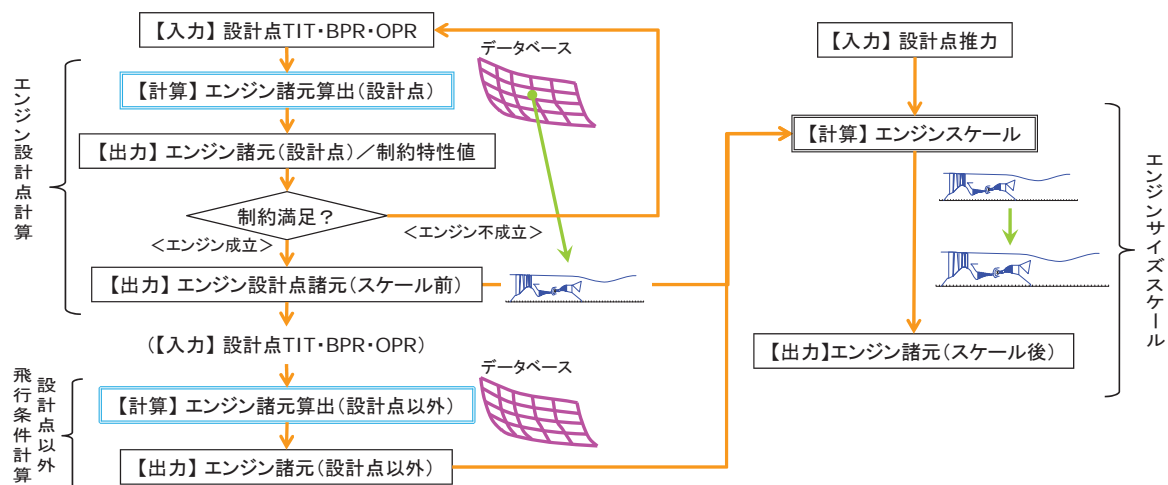 エンジン設計点計算
【入力】 設計点TIT・BPR・OPR
データベース
【計算】 エンジン諸元算出(設計点)
【出力】 エンジン諸元(設計点)/制約特性値
制約満足?
<エンジン成立>
<エンジン不成立>
【出力】 エンジン設計点諸元(スケール前)
(【入力】 設計点TIT・BPR・OPR)
設計点以外
飛行条件計算
データベース
【計算】 エンジン諸元算出(設計点以外)
【出力】 エンジン諸元(設計点以外)
【入力】 設計点推力
【計算】 エンジンスケール
【出力】エンジン諸元(スケール後)
エンジンサイズスケール